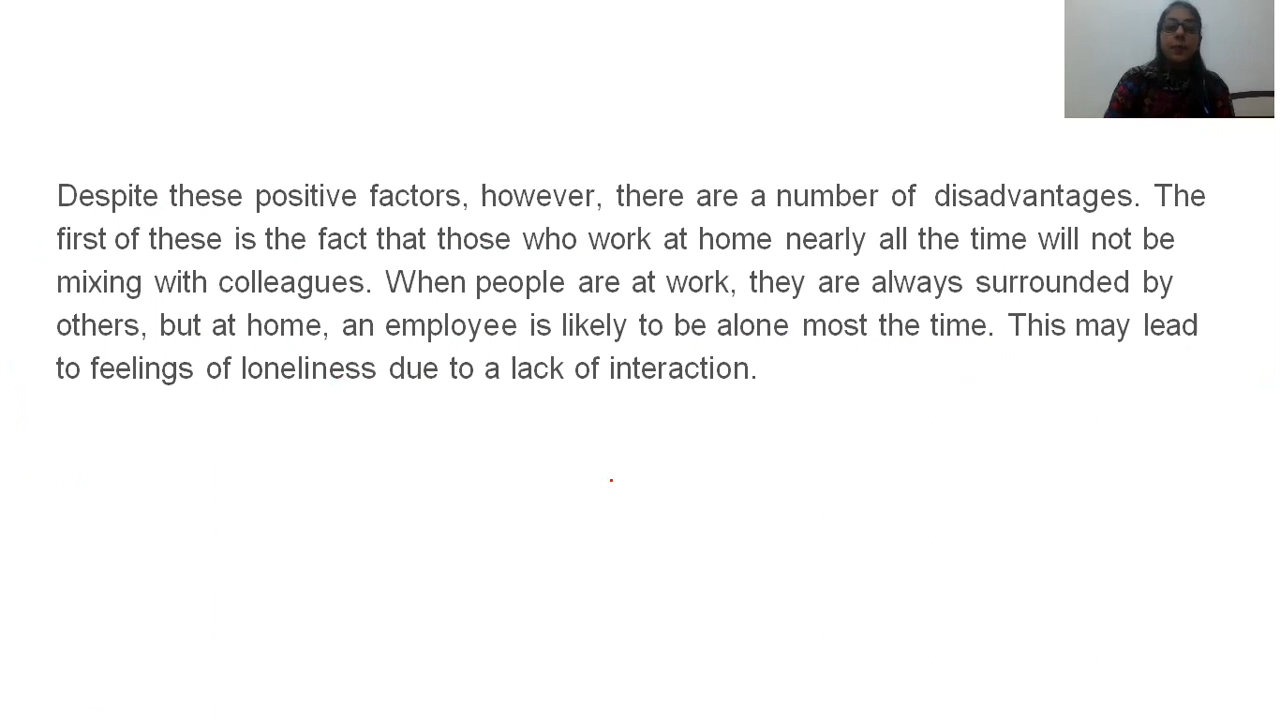 Despite these positive factors, however, there are a number of disadvantages. The
first of these is the fact that those who work at home nearly all the time will not be
mixing with colleagues. When people are at work, they are always surrounded by
others, but at home, an employee is likely to be alone most the time. This may lead
to feelings of loneliness due to a lack of interaction.